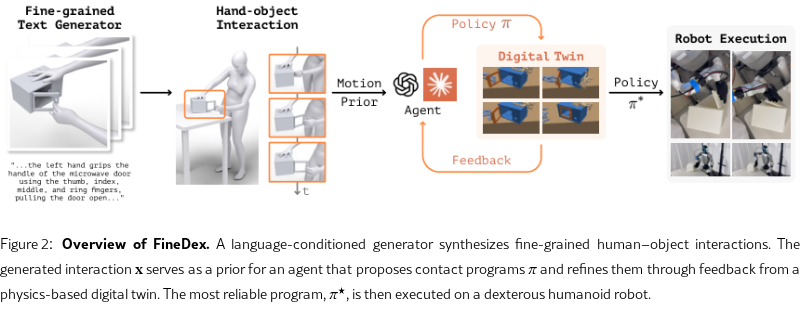 Fine-grained
Text Generator
"...the left hand grips the
handle of the microwave door
using the thumb, index,
middle, and ring fingers,
pulling the door open..."
Hand-object
Interaction
t
Motion
Prior
Policy π
Agent
Feedback
Digital Twin
Policy
π*
Robot Execution
Figure 2: Overview of FineDex. A language-conditioned generator synthesizes fine-grained human–object interactions. The
generated interaction x serves as a prior for an agent that proposes contact programs π and refines them through feedback from a
physics-based digital twin. The most reliable program, π★, is then executed on a dexterous humanoid robot.